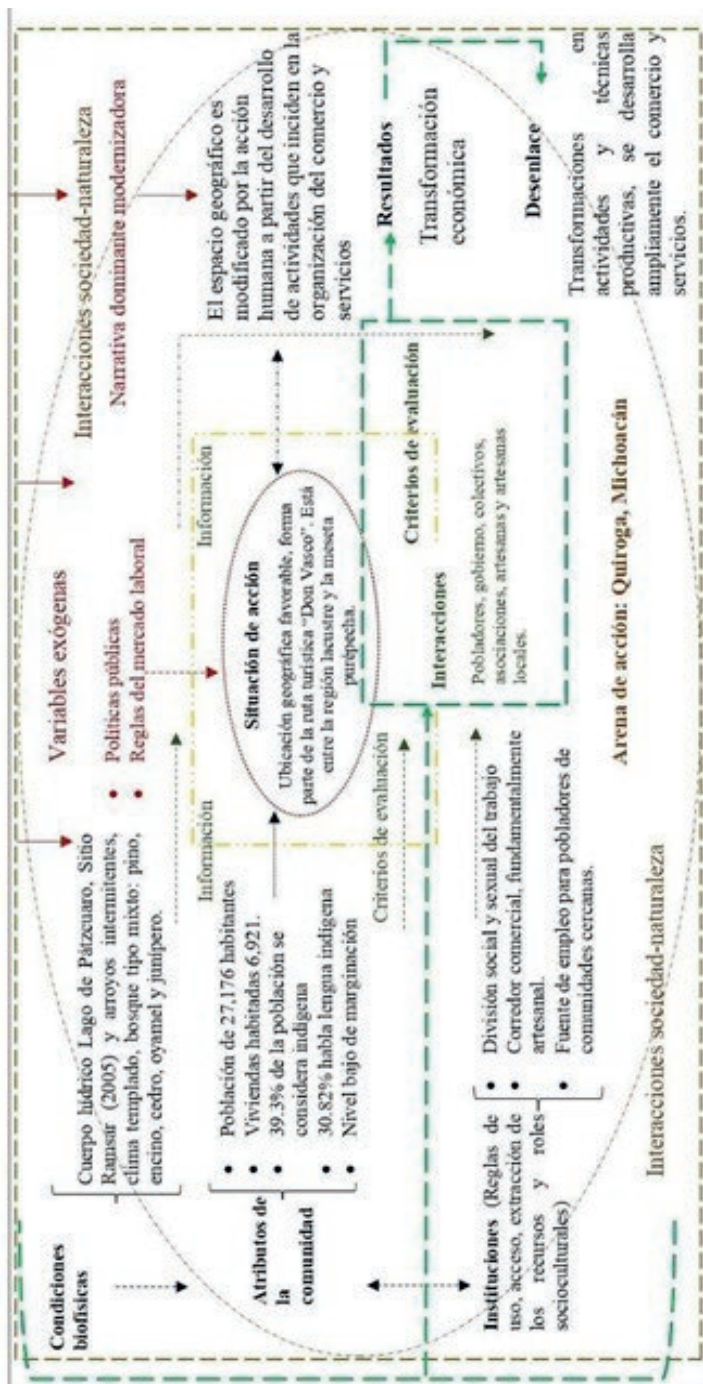 Interacciones sociedad-naturaleza
Variables exógenas
Narrativa dominante modernizadora
Políticas públicas
Reglas del mercado laboral
Condiciones
biofísicas
Cuerpo hídrico Lago de Pátzcuaro, Sitio
Ramsar (2005) y arroyos intermitentes,
clima templado, bosque tipo mixto: pino,
encino, cedro, oyamel y junípero.
Atributos de
la
comunidad
Población de 27,176 habitantes
Viviendas habitadas 6,921.
39.3% de la población se
considera indígena
30.82% habla lengua indígena
Nivel bajo de marginación
Información
Información
Situación de acción
Ubicación geográfica favorable, forma
parte de la ruta turística "Don Vasco". Está
entre la región lacustre y la meseta
purépecha.
El espacio geográfico es
modificado por la acción
humana a partir del desarrollo
de actividades que inciden en la
organización del comercio y
servicios
Criterios de evaluación
Criterios de evaluación
Interacciones
Pobladores, gobierno, colectivos,
asociaciones, artesanas y artesanos
locales.
Resultados
Transformación
económica
Desenlace
Transformaciones en
actividades y técnicas
productivas, se desarrolla
ampliamente el comercio y
servicios.
Instituciones (Reglas de
uso, acceso, extracción de
los recursos y roles
socioculturales)
División social y sexual del trabajo
Corredor comercial, fundamentalmente
artesanal.
Fuente de empleo para pobladores de
comunidades cercanas.
Arena de acción: Quiroga, Michoacán
Interacciones sociedad-naturaleza